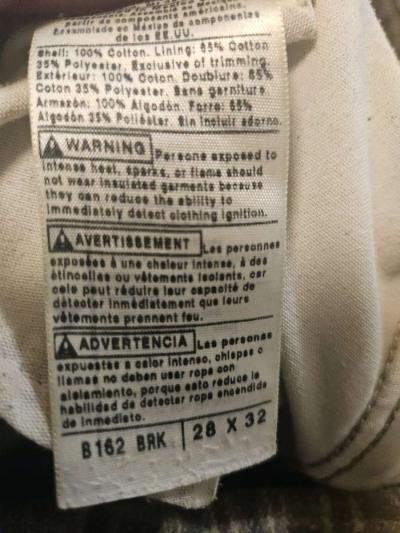 Partir de componentes americains.
Ensamblado en México de componentes
de los EE.UU.
Shell: 100% Cotton. Lining: 65% Cotton
35% Polyester. Exclusive of trimming.
Extérieur: 100% Coton. Doublure: 65%
Coton 35% Polyester. Sans garniture.
Armazón: 100% Algodón. Forro: 65%
Algodón 35% Poliéster. Sin incluir adorno.
WARNING Persons exposed to
intense heat, sparks, or flame should
not wear insulated garments because
they can reduce the ability to
immediately detect clothing ignition.
AVERTISSEMENT Les personnes
exposées à une chaleur intense, à des
étincelles ou vêtements isolants, car
cela peut réduire leur capacité de
détecter immédiatement que leurs
vêtements prennent feu.
ADVERTENCIA Las personas
expuestas a calor intenso, chispas o
llamas no deben usar ropa con
aislamiento, porque esto reduce la
habilidad de detectar ropa encendida
de inmediato.
B162 BRK 28 X 32